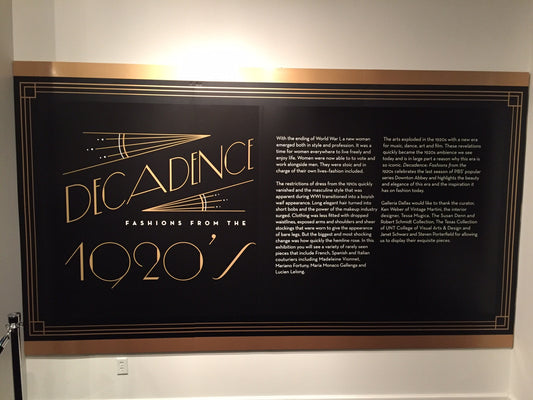 DECADENCE
FASHIONS FROM THE
1920's
With the ending of World War I, a new woman
emerged both in style and profession. It was a
time for women everywhere to live freely and
enjoy life. Women were now able to to vote and
work alongside men. They were stoic and in
charge of their own lives–fashion included.
The restrictions of dress from the 1910s quickly
vanished and the masculine style that was
apparent during WWI transitioned into a boyish
waif appearance. Long elegant hair turned into
short bobs and the power of the makeup industry
surged. Clothing was less fitted with dropped
waistlines, exposed arms and shoulders and shear
stockings that were worn to give the appearance
of bare legs. But the biggest and most shocking
change was how quickly the hemline rose. In this
exhibition you will see a variety of rarely seen
pieces that include French, Spanish and Italian
couturiers including Madeleine Vionnet,
Mariano Fortuny, Maria Monaco Gallenga and
Lucien Lelong.
The arts exploded in the 1920s with a new era
for music, dance, art and film. These revelations
quickly became the 1920s ambience we see
today and is in large part a reason why this era is
so iconic. Decadence: Fashions from the
1920s celebrates the last season of PBS' popular
series Downton Abbey and highlights the beauty
and elegance of this era and the inspiration it
has on fashion today.
Galleria Dallas would like to thank the curator,
Ken Weber of Vintage Martini, the interior
designer, Tessa Mugica, The Susan Dann and
Robert Schmidt Collection, The Texas Collection
of UNT College of Visual Arts & Design and
Janet Schwarz and Steven Porterfield for allowing
us to display their exquisite pieces.